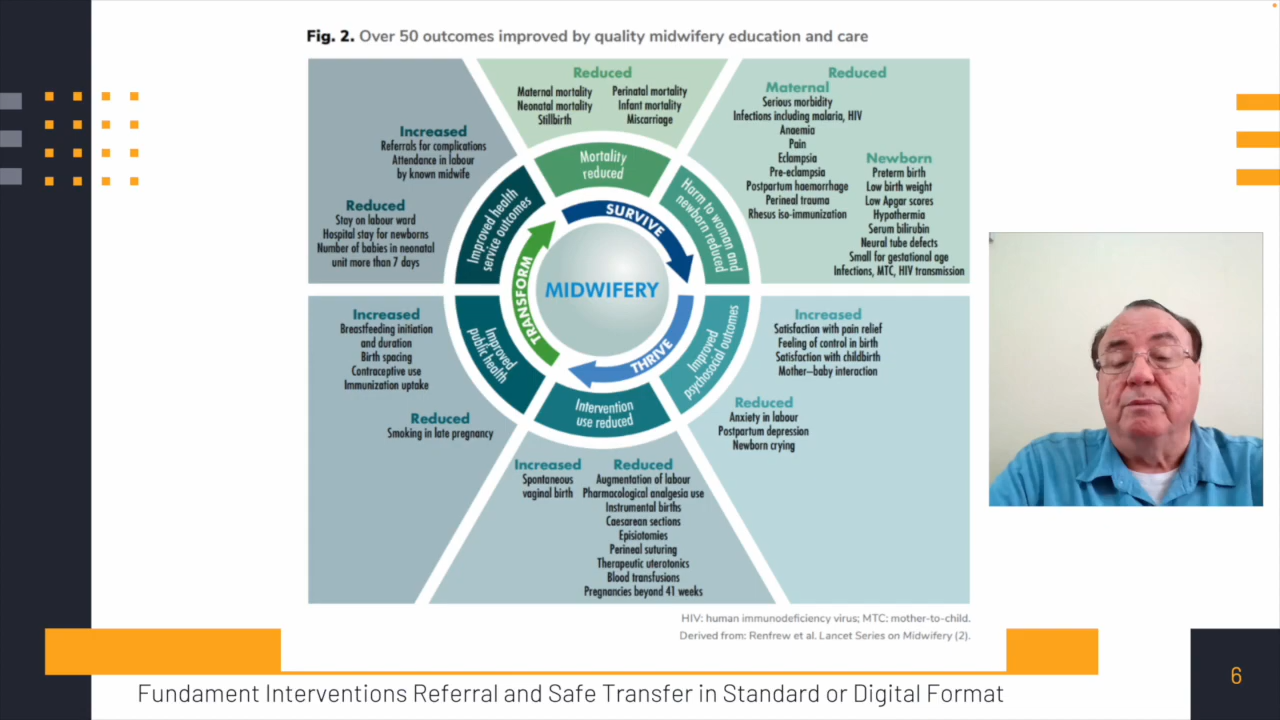 Fig. 2. Over 50 outcomes improved by quality midwifery education and care
Reduced
Maternal mortality
Neonatal mortality
Stillbirth
Perinatal mortality
Infant mortality
Miscarriage
Reduced
Maternal
Serious morbidity
Infections including malaria, HIV
Anaemia
Pain
Eclampsia
Pre-eclampsia
Postpartum haemorrhage
Perineal trauma
Rhesus iso-immunization
Newborn
Preterm birth
Low birth weight
Low Apgar scores
Hypothermia
Serum bilirubin
Neural tube defects
Small for gestational age
Infections, MTC, HIV transmission
Increased
Referrals for complications
Attendance in labour
by known midwife
Reduced
Stay on labour ward
Hospital stay for newborns
Number of babies in neonatal
unit more than 7 days
Mortality
reduced
Harm to woman and
newborn reduced
Improved health
service outcomes
SURVIVE
TRANSFORM
THRIVE
MIDWIFERY
Improved
public health
Improved
psychosocial outcomes
Intervention
use reduced
Increased
Breastfeeding initiation
and duration
Birth spacing
Contraceptive use
Immunization uptake
Reduced
Smoking in late pregnancy
Increased
Satisfaction with pain relief
Feeling of control in birth
Satisfaction with childbirth
Mother–baby interaction
Reduced
Anxiety in labour
Postpartum depression
Newborn crying
Increased
Spontaneous
vaginal birth
Reduced
Augmentation of labour
Pharmacological analgesia use
Instrumental births
Caesarean sections
Episiotomies
Perineal suturing
Therapeutic uterotonics
Blood transfusions
Pregnancies beyond 41 weeks
HIV: human immunodeficiency virus; MTC: mother-to-child.
Derived from: Renfrew et al. Lancet Series on Midwifery (2).
Fundament Interventions Referral and Safe Transfer in Standard or Digital Format
6